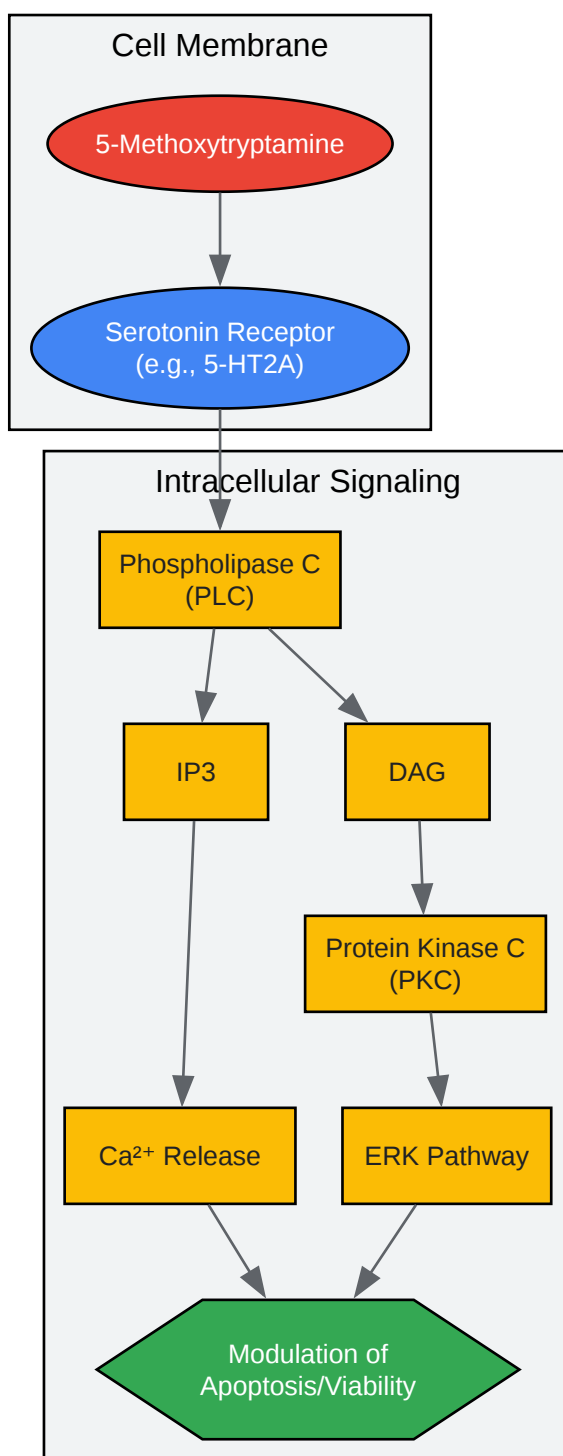 Cell Membrane
5-Methoxytryptamine
Serotonin Receptor
(e.g., 5-HT2A)
Intracellular Signaling
Phospholipase C
(PLC)
IP3
DAG
Protein Kinase C
(PKC)
Ca²⁺ Release
ERK Pathway
Modulation of
Apoptosis/Viability